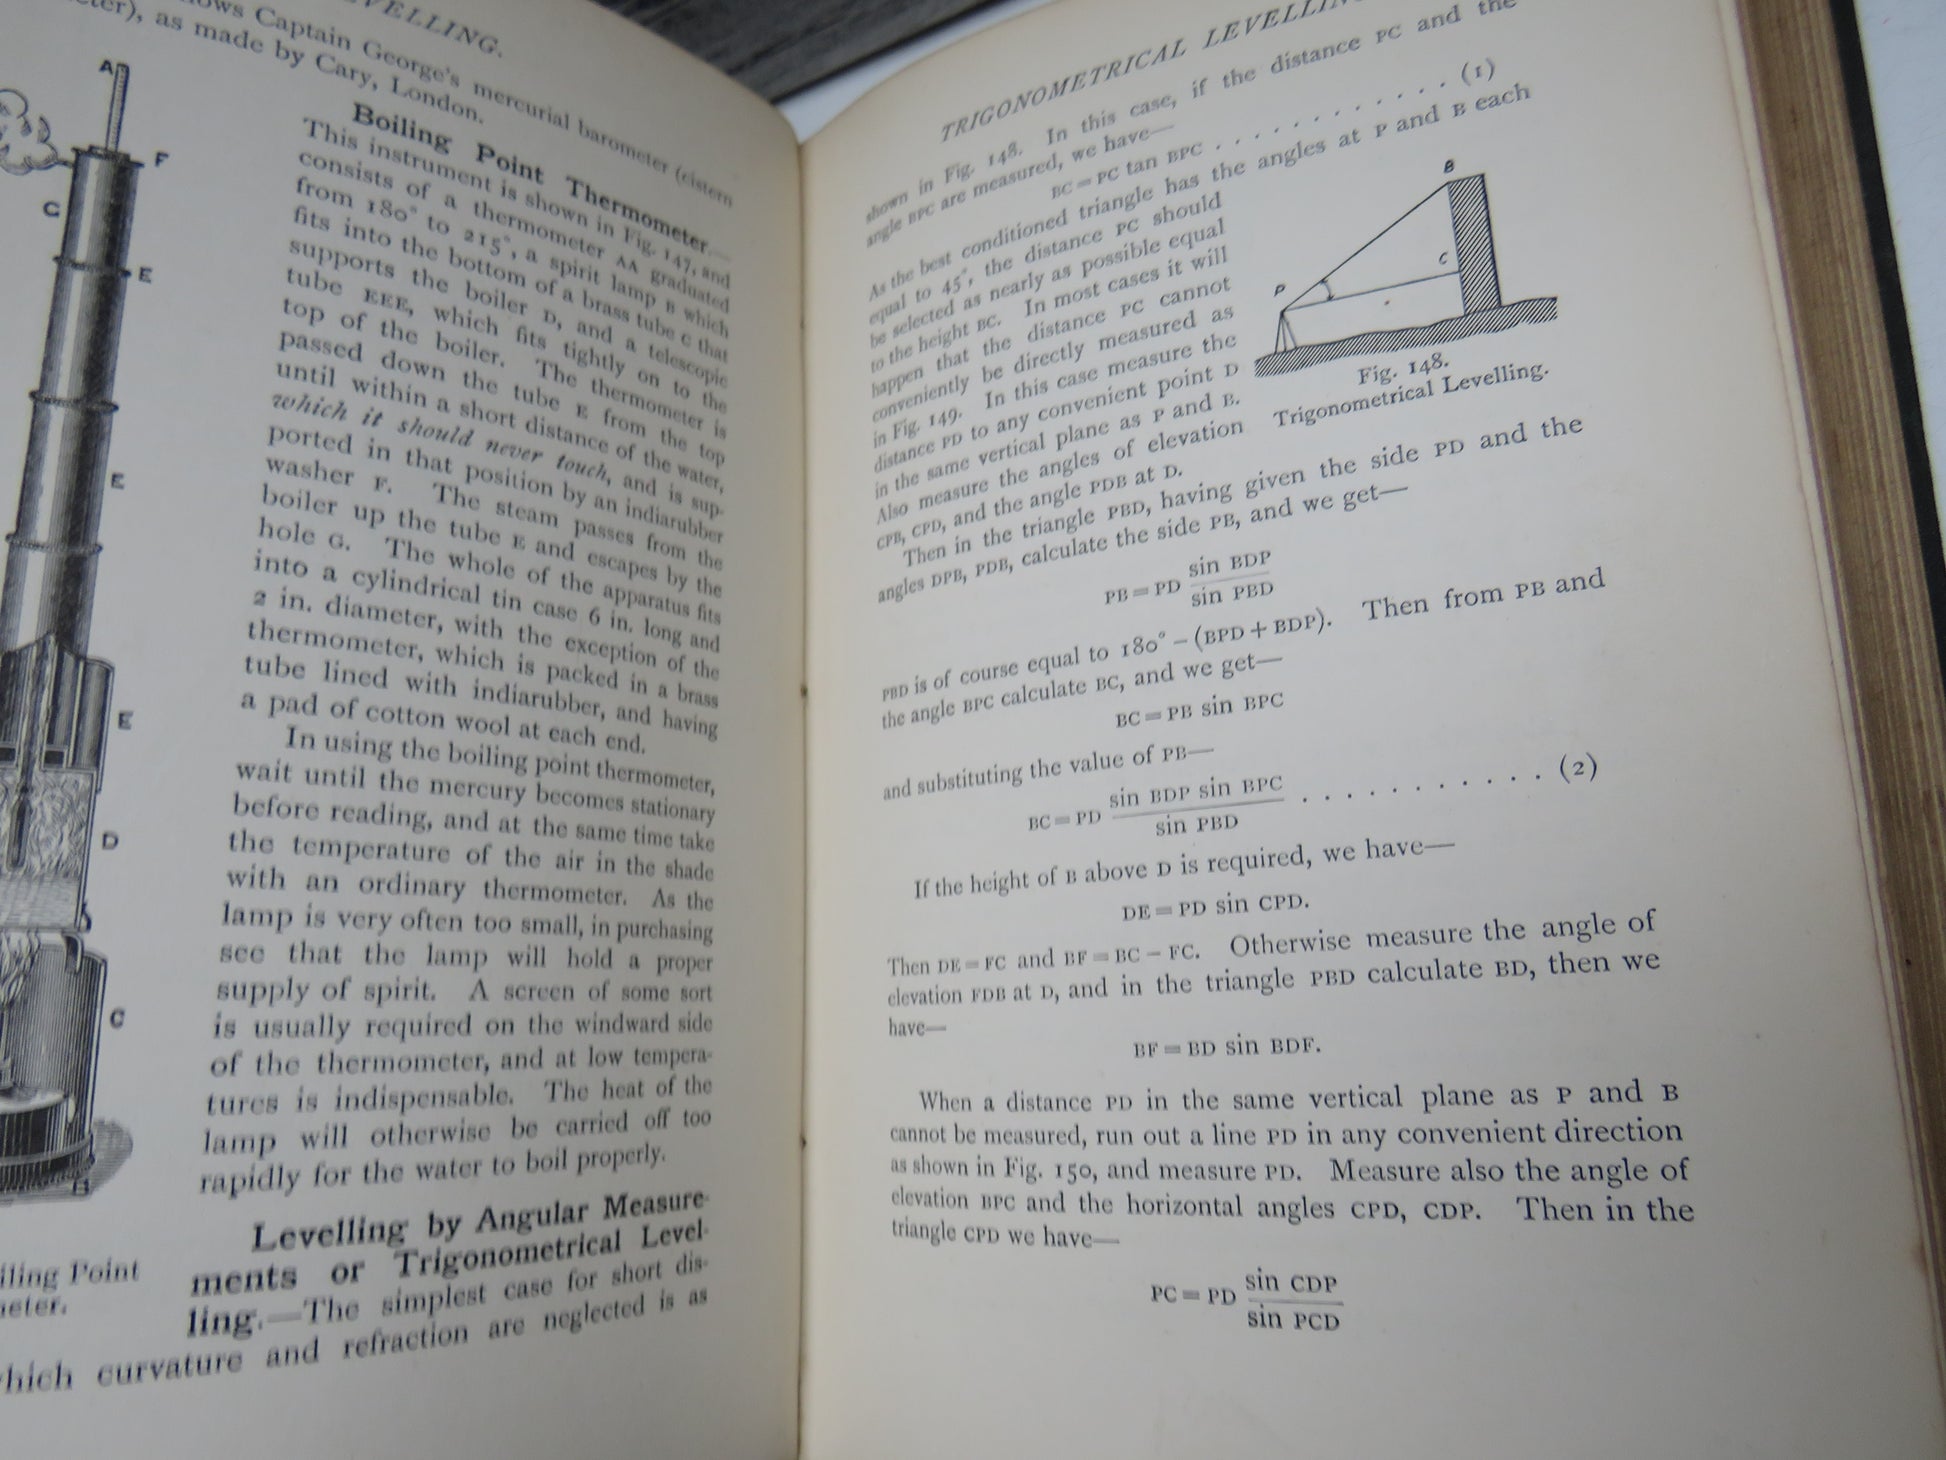 LEVELLING.
Captain George's mercurial barometer (cistern
as made by Cary, London.
Boiling Point Thermometer.—
This instrument is shown in Fig. 147, and
consists of a thermometer AA graduated
from 180° to 215°, a spirit lamp B which
fits into the bottom of a brass tube C that
supports the boiler D, and a telescopic
tube EEE, which fits tightly on to the
top of the boiler. The thermometer is
passed down the tube E from the top
until within a short distance of the water,
which it should never touch, and is sup-
ported in that position by an indiarubber
washer F. The steam passes from the
boiler up the tube E and escapes by the
hole G. The whole of the apparatus fits
into a cylindrical tin case 6 in. long and
2 in. diameter, with the exception of the
thermometer, which is packed in a brass
tube lined with indiarubber, and having
a pad of cotton wool at each end.
In using the boiling point thermometer,
wait until the mercury becomes stationary
before reading, and at the same time take
the temperature of the air in the shade
with an ordinary thermometer. As the
lamp is very often too small, in purchasing
see that the lamp will hold a proper
supply of spirit. A screen of some sort
is usually required on the windward side
of the thermometer, and at low tempera-
tures is indispensable. The heat of the
lamp will otherwise be carried off too
rapidly for the water to boil properly.
Levelling by Angular Measure-
ments or Trigonometrical Level-
ling.—The simplest case for short dis-
which curvature and refraction are neglected is as
A
F
G
E
E
E
E
D
C
B
Point
TRIGONOMETRICAL LEVELLING
shown in Fig. 148. In this case, if the distance PC and the
angle BPC are measured, we have—
BC = PC tan BPC . . . . . . . . . . . (1)
As the best conditioned triangle has the angles at P and B each
equal to 45°, the distance PC should
be selected as nearly as possible equal
to the height BC. In most cases it will
happen that the distance PC cannot
conveniently be directly measured as
in Fig. 149. In this case measure the
distance PD to any convenient point D
in the same vertical plane as P and B.
Also measure the angles of elevation
CPB, CPD, and the angle PDB at D.
B
C
P
Fig. 148.
Trigonometrical Levelling.
Then in the triangle PBD, having given the side PD and the
angles DPB, PDB, calculate the side PB, and we get—
PB = PD sin BDP / sin PBD
PBD is of course equal to 180° – (BPD + BDP). Then from PB and
the angle BPC calculate BC, and we get—
BC = PB sin BPC
and substituting the value of PB—
BC = PD sin BDP sin BPC / sin PBD . . . . . . . . . . . (2)
If the height of B above D is required, we have—
DE = PD sin CPD.
Then DE = FC and BF = BC – FC. Otherwise measure the angle of
elevation FDB at D, and in the triangle PBD calculate BD, then we
have—
BF = BD sin BDF.
When a distance PD in the same vertical plane as P and B
cannot be measured, run out a line PD in any convenient direction
as shown in Fig. 150, and measure PD. Measure also the angle of
elevation BPC and the horizontal angles CPD, CDP. Then in the
triangle CPD we have—
PC = PD sin CDP / sin PCD